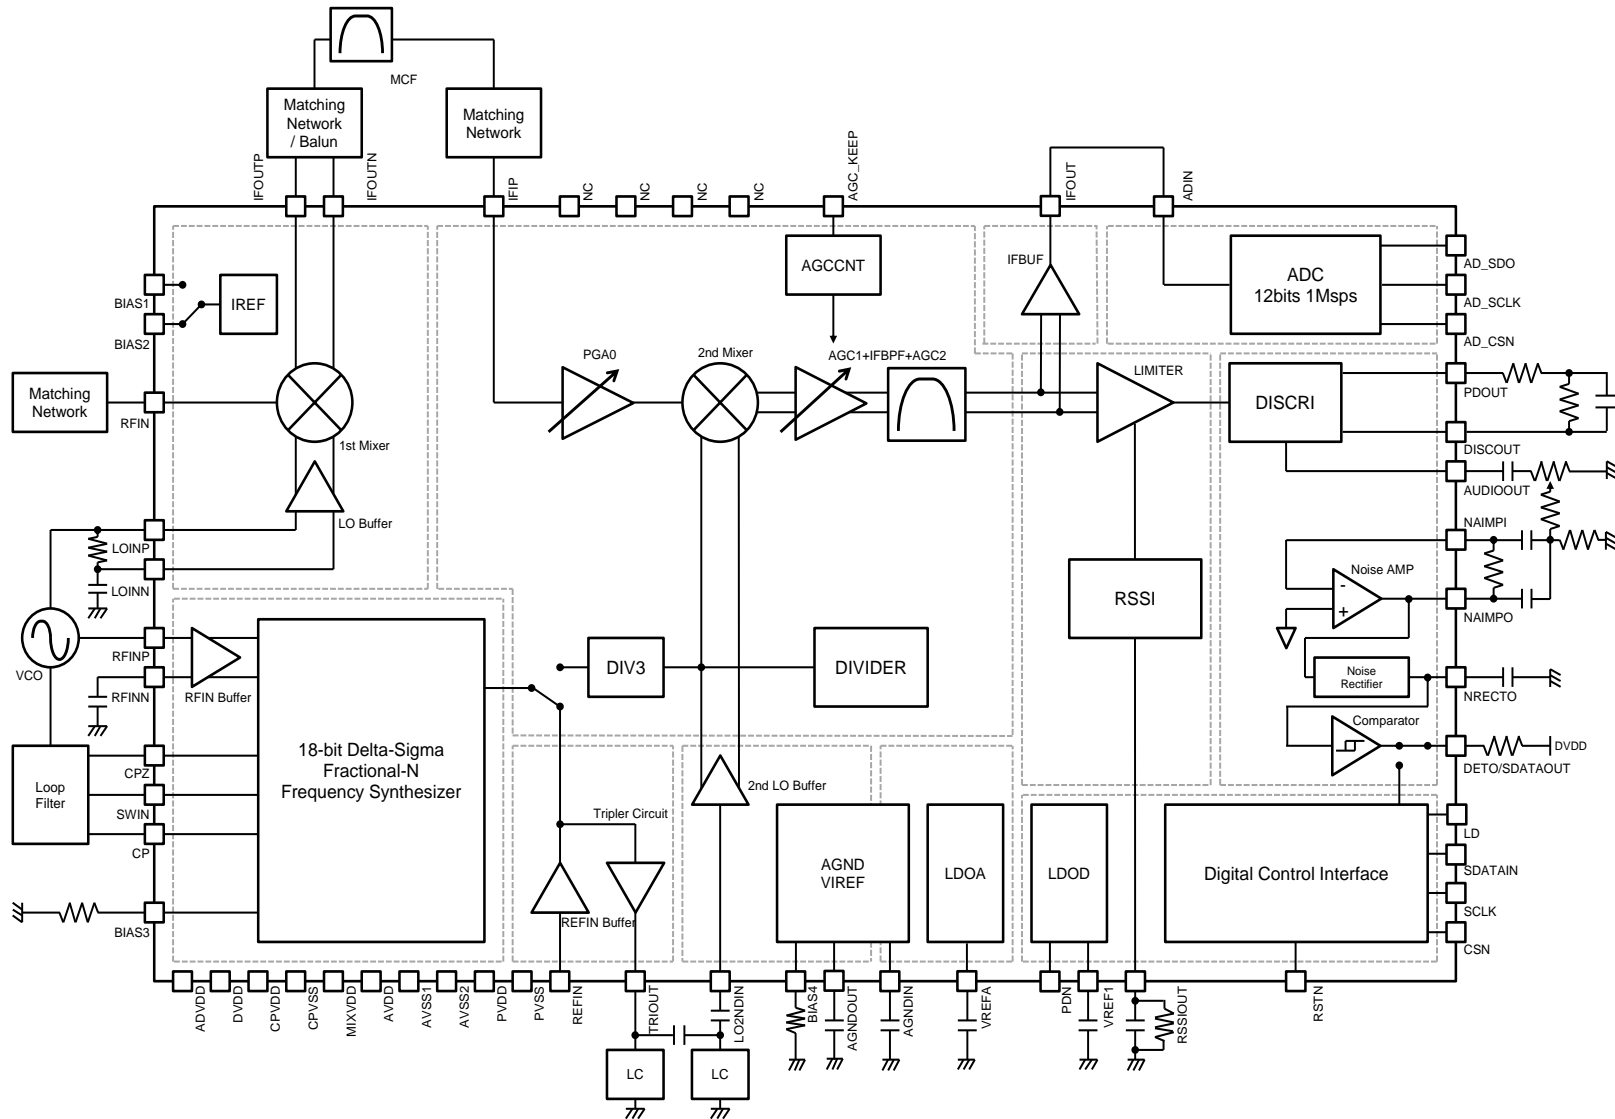 MCF
Matching
Network
/ Balun
Matching
Network
IFOUTP
IFOUTN
IFIP
NC
NC
NC
NC
AGC_KEEP
IFOUT
ADIN
BIAS1
BIAS2
IREF
AGCCNT
IFBUF
ADC
12bits 1Msps
AD_SDO
AD_SCLK
AD_CSN
Matching
Network
RFIN
1st Mixer
PGA0
2nd Mixer
AGC1+IFBPF+AGC2
LIMITER
DISCRI
PDOUT
DISCOUT
AUDIOOUT
LO Buffer
LOINP
LOINN
RSSI
NAIMPI
Noise AMP
-
+
NAIMPO
VCO
RFINP
RFINN
RFIN Buffer
DIV3
DIVIDER
Noise
Rectifier
NRECTO
Comparator
DVDD
DETO/SDATAOUT
18-bit Delta-Sigma
Fractional-N
Frequency Synthesizer
Loop
Filter
CPZ
SWIN
CP
BIAS3
2nd LO Buffer
Tripler Circuit
REFIN Buffer
AGND
VIREF
LDOA
LDOD
Digital Control Interface
LD
SDATAIN
SCLK
CSN
ADVDD
DVDD
CPVDD
CPVSS
MIXVDD
AVDD
AVSS1
AVSS2
PVDD
PVSS
REFIN
TRIOUT
LO2NDIN
BIAS4
AGNDOUT
AGNDIN
VREFA
PDN
VREF1
RSSIOUT
RSTN
LC
LC